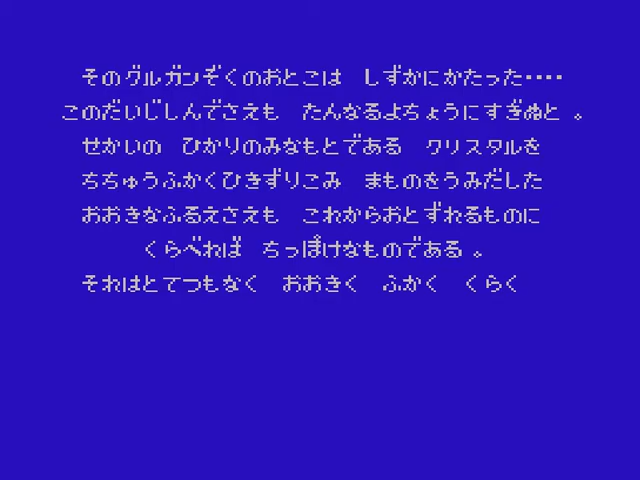 そのグルガンぞくのおとこは　しずかにかたった････
このだいじしんでさえも　たんなるよちょうにすぎぬと 。
せかいの　ひかりのみなもとである　クリスタルを
ちちゅうふかくひきずりこみ　まものをうみだした
おおきなふるえさえも　これからおとずれるものに
くらべれば　ちっぽけなものである 。
それはとてつもなく　おおきく　ふかく　くらく